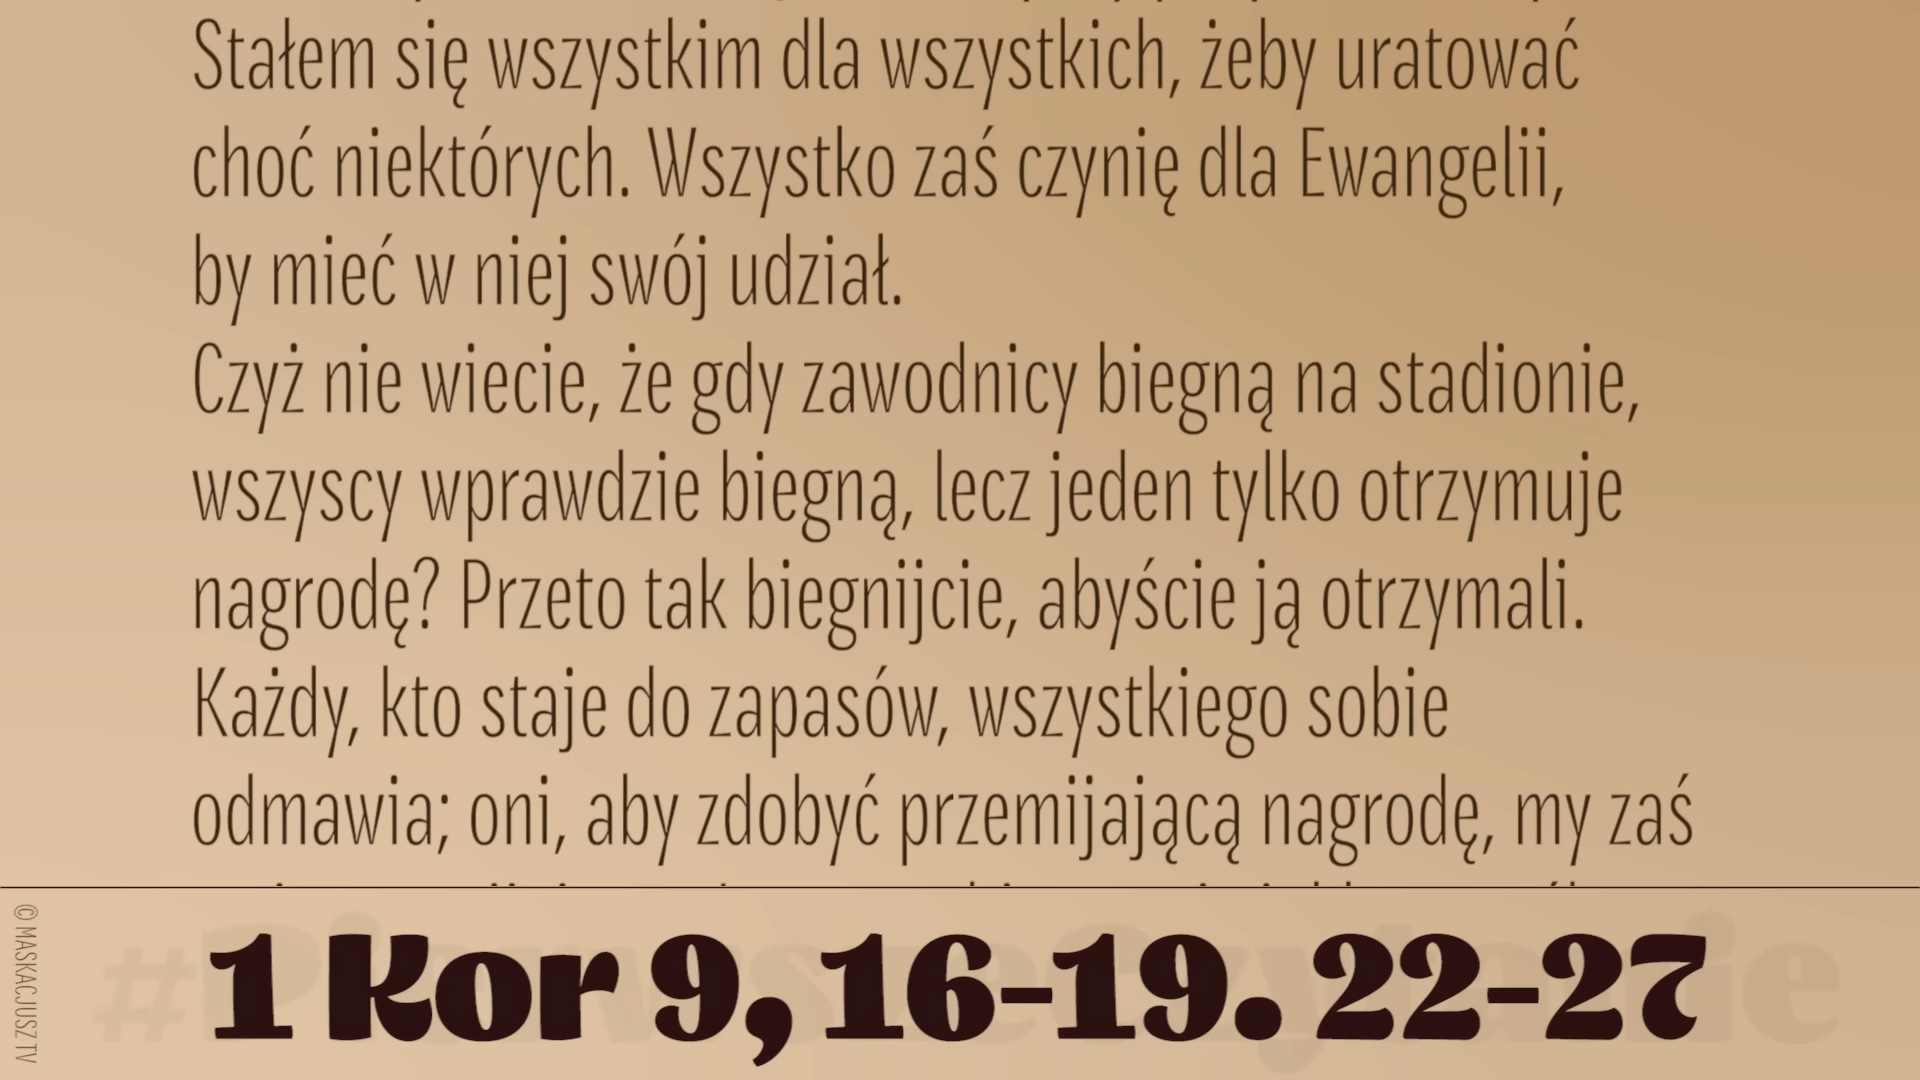 Stałem się wszystkim dla wszystkich, żeby uratować
choć niektórych. Wszystko zaś czynię dla Ewangelii,
by mieć w niej swój udział.
Czyż nie wiecie, że gdy zawodnicy biegną na stadionie,
wszyscy wprawdzie biegną, lecz jeden tylko otrzymuje
nagrodę? Przeto tak biegnijcie, abyście ją otrzymali.
Każdy, kto staje do zapasów, wszystkiego sobie
odmawia; oni, aby zdobyć przemijającą nagrodę, my zaś
#PierwszeCzytanie
1 Kor 9, 16-19. 22-27
© MASKACJUSZ TV